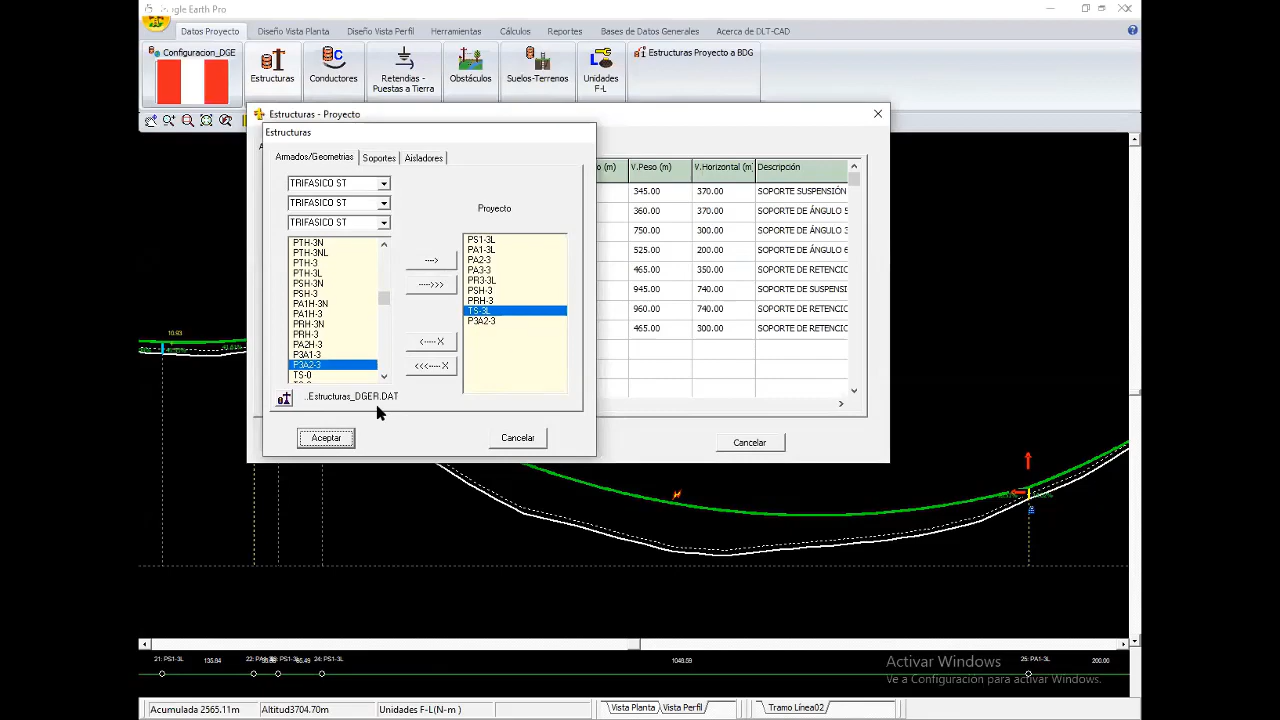 gle Earth Pro
Datos Proyecto Diseño Vista Planta Diseño Vista Perfil Herramientas Cálculos Reportes Bases de Datos Generales Acerca de DLT-CAD
Configuracion_DGE
Estructuras Proyecto a BDG
Estructuras
Conductores
Retendias -
Puestas a Tierra
Obstáculos
Suelos-Terrenos
Unidades
F-L
Estructuras - Proyecto
Estructuras
Armados/Geometrias Soportes Aisladores
(m) V.Peso (m) V.Horizontal (m Descripción
TRIFASICO ST
TRIFASICO ST
TRIFASICO ST
Proyecto
PTH-3N
PTH-3NL
PTH-3
PTH-3L
PSH-3N
PSH-3
PA1H-3N
PA1H-3
PRH-3N
PRH-3
PA2H-3
P3A1-3
P3A2-3
TS-0
---->
---->>>
<-----X
<<<-----X
PS1-3L
PA1-3L
PA2-3
PA3-3
PR3-3L
PSH-3
PRH-3
TS-3L
P3A2-3
345.00 370.00 SOPORTE SUSPENSIÓN
360.00 370.00 SOPORTE DE ÁNGULO 5
750.00 300.00 SOPORTE DE ÁNGULO
525.00 200.00 SOPORTE DE ÁNGULO 6
465.00 350.00 SOPORTE DE RETENCIO
945.00 740.00 SOPORTE DE SUSPENSI
960.00 740.00 SOPORTE DE RETENCIO
465.00 300.00 SOPORTE DE RETENCIO
..Estructuras_DGER.DAT
Aceptar Cancelar
Cancelar
10.93
21: PS1-3L 135.84 24: PS1-3L 1048.59 25: PA1-3L 200.00
Activar Windows
Ve a Configuración para activar Windows.
Acumulada 2565.11m Altitud3704.70m Unidades F-L(N-m ) Vista Planta Vista Perfil Tramo Línea02